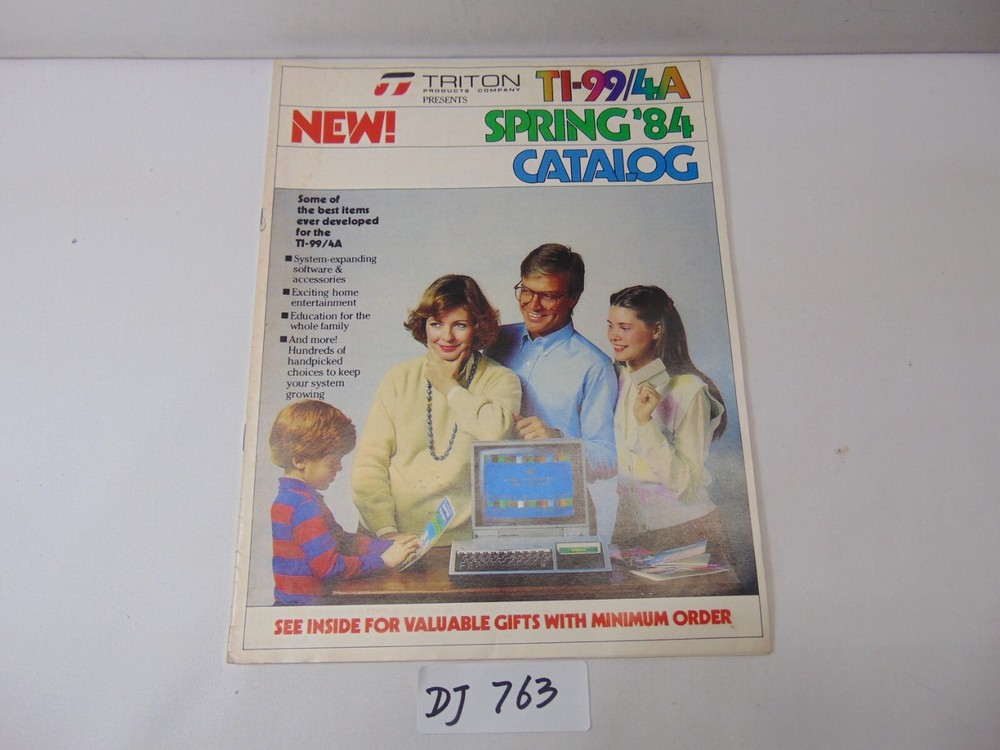 TRITON
PRODUCTS COMPANY
PRESENTS
TI-99/4A
NEW!
SPRING '84
CATALOG
Some of
the best items
ever developed
for the
TI-99/4A
■ System-expanding
software &
accessories
■ Exciting home
entertainment
■ Education for the
whole family
■ And more!
Hundreds of
handpicked
choices to keep
your system
growing
SEE INSIDE FOR VALUABLE GIFTS WITH MINIMUM ORDER
DJ 763